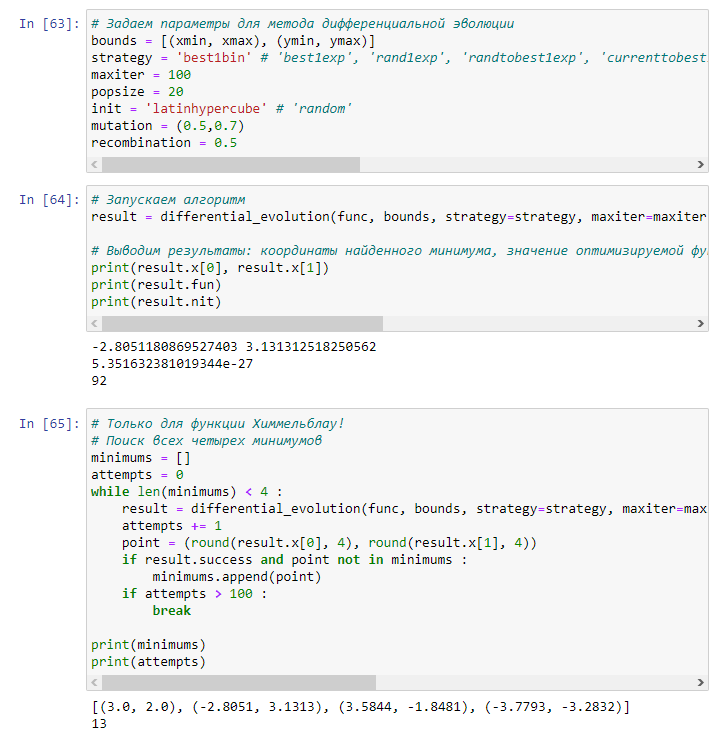 In [63]: # Задаем параметры для метода дифференциальной эволюции
bounds = [(xmin, xmax), (ymin, ymax)]
strategy = 'best1bin' # 'best1exp', 'rand1exp', 'randtobest1exp', 'currenttobest
maxiter = 100
popsize = 20
init = 'latinhypercube' # 'random'
mutation = (0.5,0.7)
recombination = 0.5
In [64]: # Запускаем алгоритм
result = differential_evolution(func, bounds, strategy=strategy, maxiter=maxiter
# Выводим результаты: координаты найденного минимума, значение оптимизируемой фу
print(result.x[0], result.x[1])
print(result.fun)
print(result.nit)
-2.8051180869527403 3.131312518250562
5.351632381019344e-27
92
In [65]: # Только для функции Химмельблау!
# Поиск всех четырех минимумов
minimums = []
attempts = 0
while len(minimums) < 4 :
    result = differential_evolution(func, bounds, strategy=strategy, maxiter=max
    attempts += 1
    point = (round(result.x[0], 4), round(result.x[1], 4))
    if result.success and point not in minimums :
        minimums.append(point)
    if attempts > 100 :
        break
print(minimums)
print(attempts)
[(3.0, 2.0), (-2.8051, 3.1313), (3.5844, -1.8481), (-3.7793, -3.2832)]
13